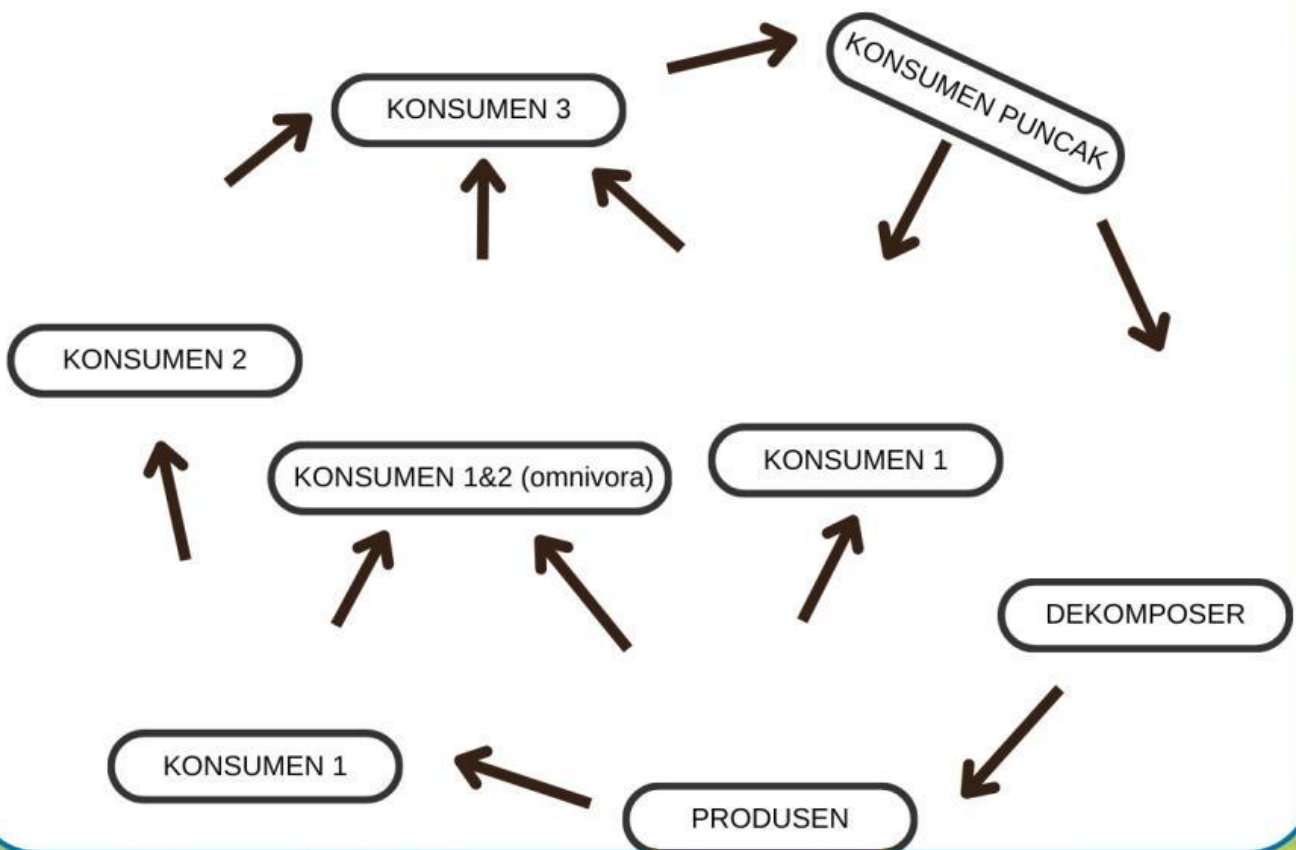 KONSUMEN PUNCAK
KONSUMEN 3
KONSUMEN 2
KONSUMEN 1&2 (omnivora)
KONSUMEN 1
DEKOMPOSER
KONSUMEN 1
PRODUSEN